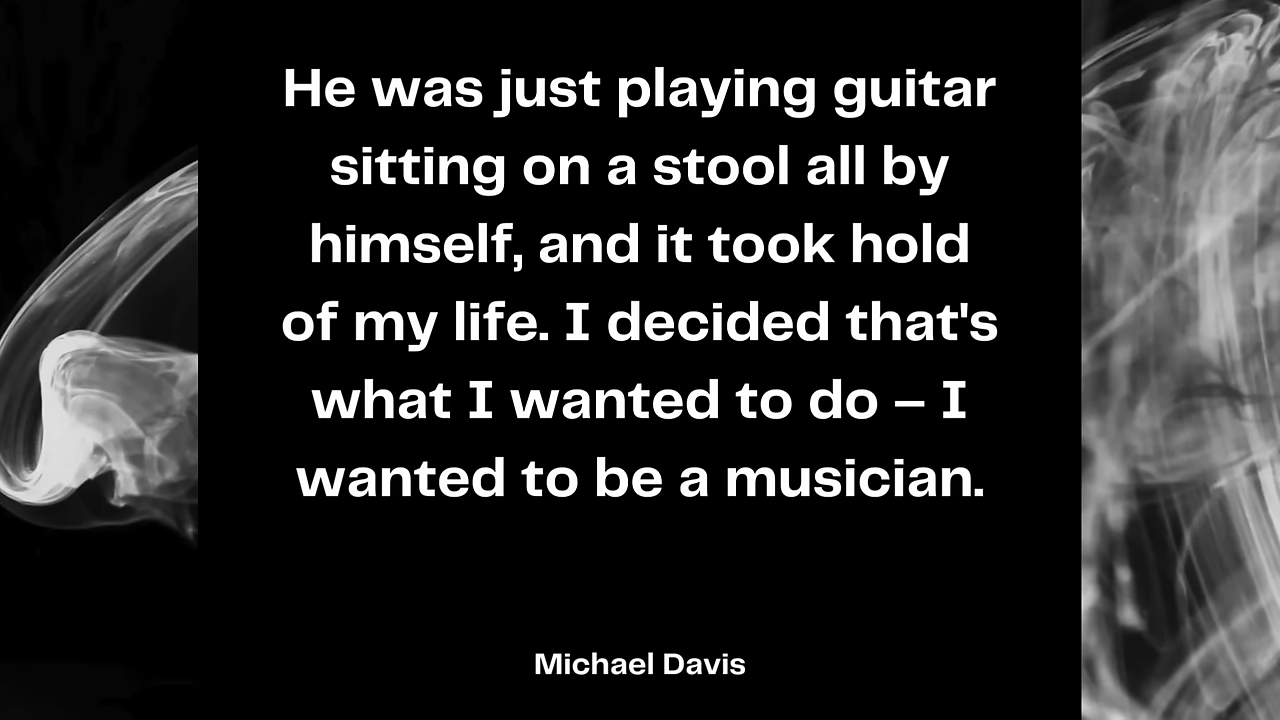 He was just playing guitar
sitting on a stool all by
himself, and it took hold
of my life. I decided that's
what I wanted to do – I
wanted to be a musician.
Michael Davis